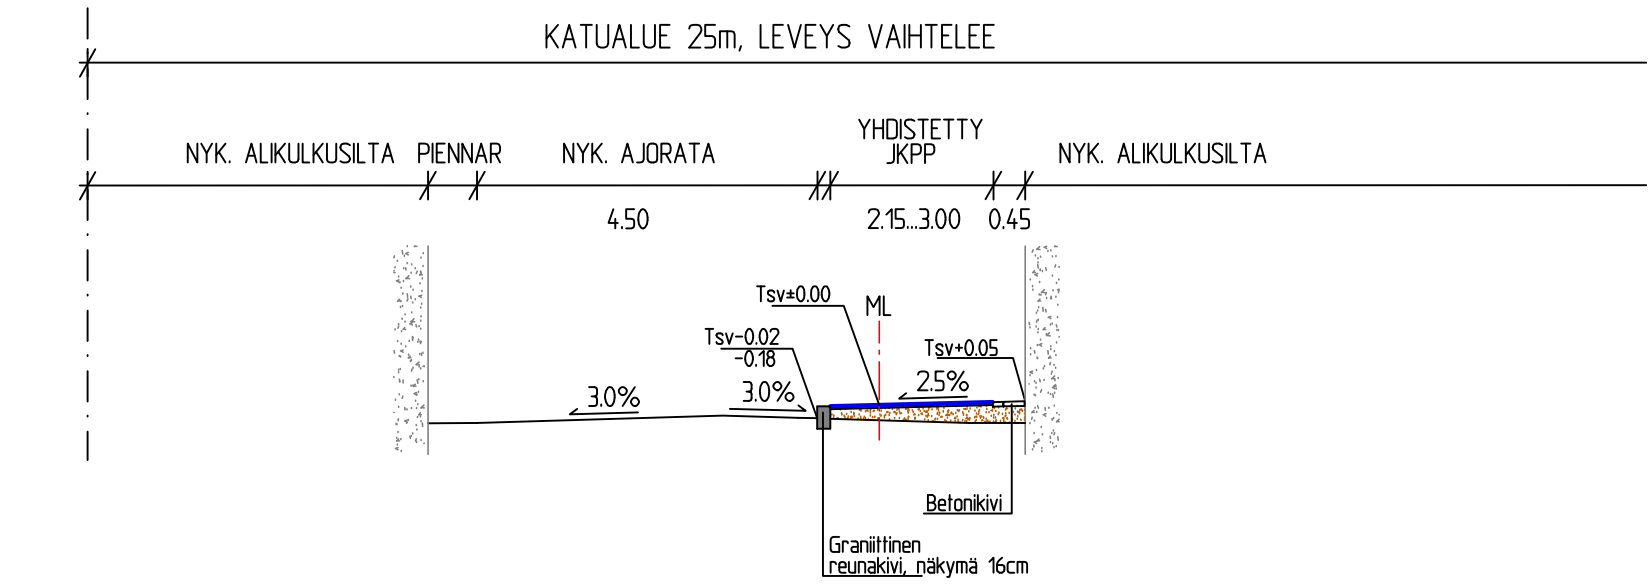 KATUALUE 25m, LEVEYS VAIHTELEE
YHDISTETTY
NYK. ALIKULKUSILTA PIENNAR NYK. AJORATA JKPP NYK. ALIKULKUSILTA
4.50 2.15...3.00 0.45
Tsv±0.00
ML
Tsv-0.02
-0.18
Tsv+0.05
3.0%
3.0%
2.5%
Betonikivi
Graniittinen
reunakivi, näkymä 16cm